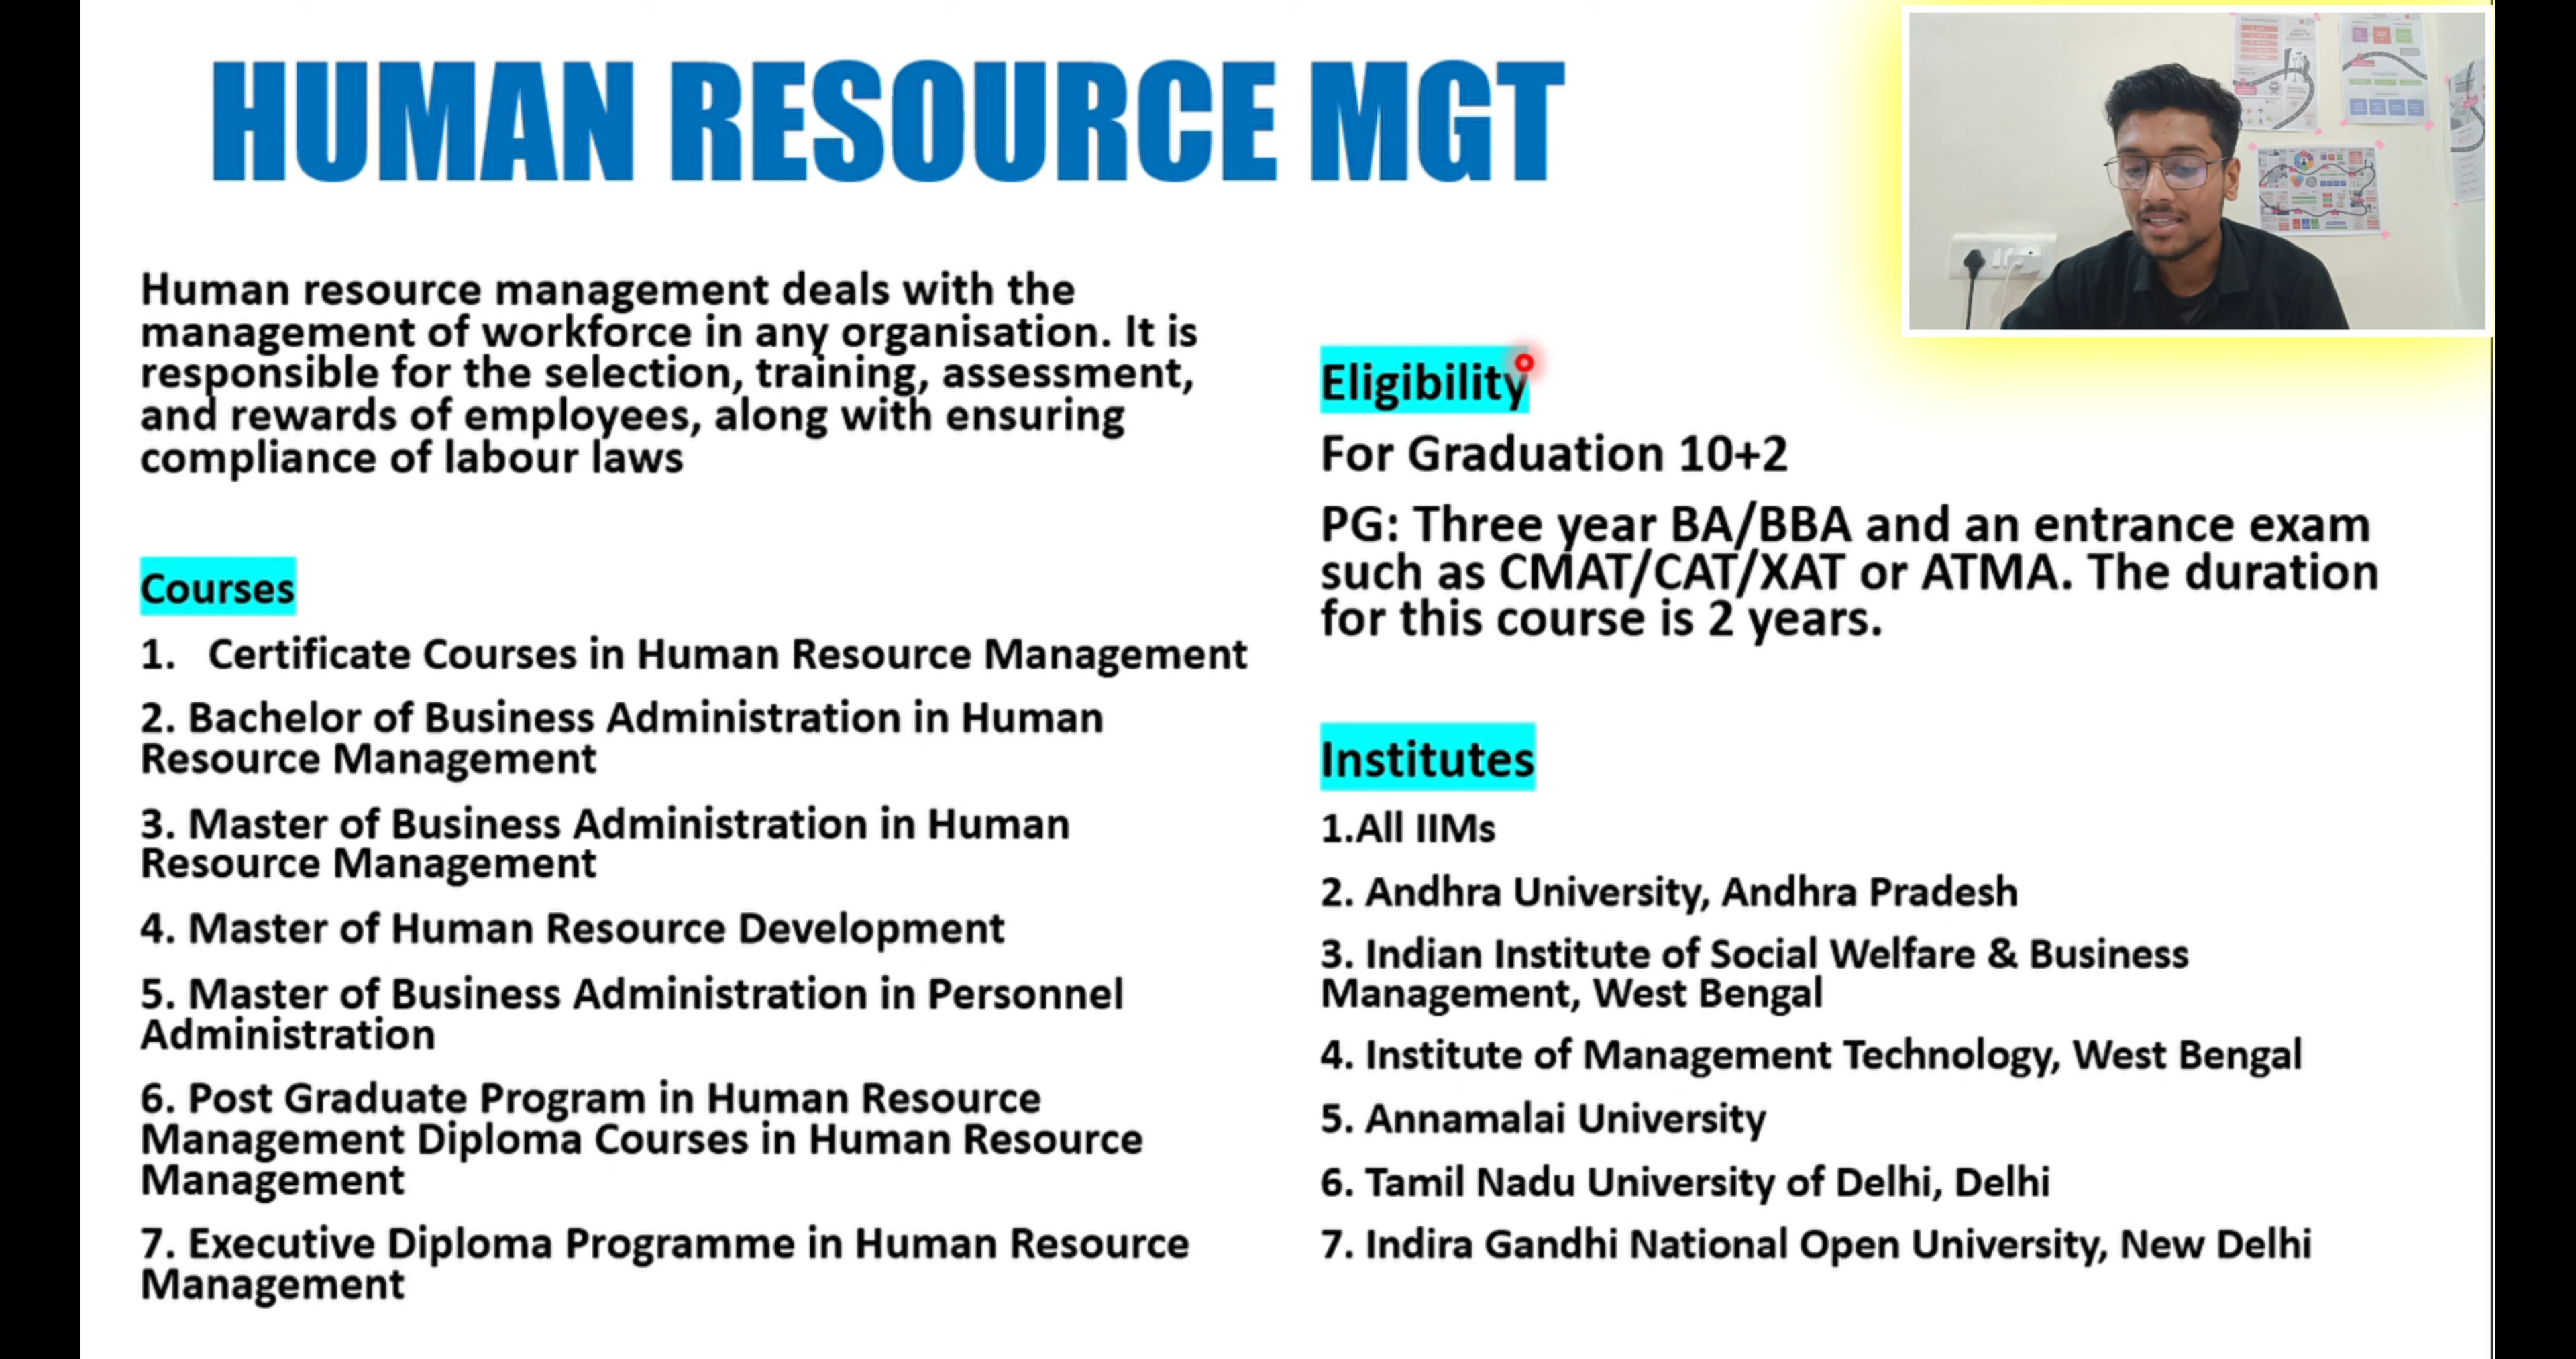 HUMAN RESOURCE MGT
Human resource management deals with the
management of workforce in any organisation. It is
responsible for the selection, training, assessment,
and rewards of employees, along with ensuring
compliance of labour laws
Courses
1. Certificate Courses in Human Resource Management
2. Bachelor of Business Administration in Human
Resource Management
3. Master of Business Administration in Human
Resource Management
4. Master of Human Resource Development
5. Master of Business Administration in Personnel
Administration
6. Post Graduate Program in Human Resource
Management Diploma Courses in Human Resource
Management
7. Executive Diploma Programme in Human Resource
Management
Eligibility
For Graduation 10+2
PG: Three year BA/BBA and an entrance exam
such as CMAT/CAT/XAT or ATMA. The duration
for this course is 2 years.
Institutes
1.All IIMs
2. Andhra University, Andhra Pradesh
3. Indian Institute of Social Welfare & Business
Management, West Bengal
4. Institute of Management Technology, West Bengal
5. Annamalai University
6. Tamil Nadu University of Delhi, Delhi
7. Indira Gandhi National Open University, New Delhi